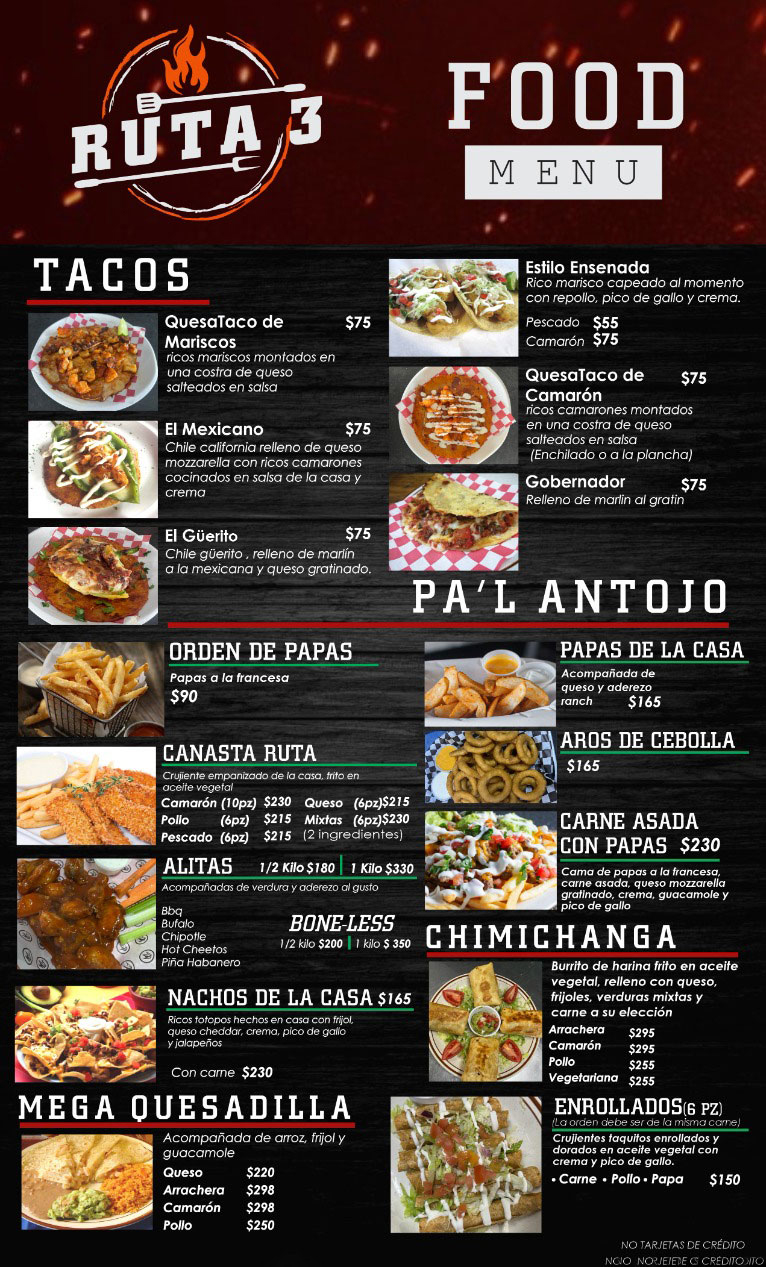 RUTA 3
FOOD
MENU
TACOS
QuesaTaco de $75
Mariscos
ricos mariscos montados en
una costra de queso
salteados en salsa
El Mexicano $75
Chile california relleno de queso
mozzarella con ricos camarones
cocinados en salsa de la casa y
crema
El Güerito $75
Chile güerito , relleno de marlín
a la mexicana y queso gratinado.
Estilo Ensenada
Rico marisco capeado al momento
con repollo, pico de gallo y crema.
Pescado $55
Camarón $75
QuesaTaco de $75
Camarón
ricos camarones montados
en una costra de queso
salteados en salsa
(Enchilado o a la plancha)
Gobernador $75
Relleno de marlin al gratin
PA'L ANTOJO
ORDEN DE PAPAS
Papas a la francesa
$90
CANASTA RUTA
Crujiente empanizado de la casa, frito en
aceite vegetal
Camarón (10pz) $230 Queso (6pz)$215
Pollo (6pz) $215 Mixtas (6pz)$230
Pescado (6pz) $215 (2 ingredientes)
ALITAS 1/2 Kilo $180 1 Kilo $330
Acompañadas de verdura y aderezo al gusto
Bbq
Bufalo
Chipotle
Hot Cheetos
Piña Habanero
BONE-LESS
1/2 kilo $200 1 kilo $ 350
NACHOS DE LA CASA $165
Ricos totopos hechos en casa con frijol,
queso cheddar, crema, pico de gallo
y jalapeños
Con carne $230
PAPAS DE LA CASA
Acompañada de
queso y aderezo
ranch $165
AROS DE CEBOLLA
$165
CARNE ASADA
CON PAPAS $230
Cama de papas a la francesa,
carne asada, queso mozzarella
gratinado, crema, guacamole y
pico de gallo
CHIMICHANGA
Burrito de harina frito en aceite
vegetal, relleno con queso,
frijoles, verduras mixtas y
carne a su elección
Arrachera $295
Camarón $295
Pollo $255
Vegetariana $255
MEGA QUESADILLA
Acompañada de arroz, frijol y
guacamole
Queso $220
Arrachera $298
Camarón $298
Pollo $250
ENROLLADOS(6 PZ)
(La orden debe ser de la misma carne)
Crujientes taquitos enrollados y
dorados en aceite vegetal con
crema y pico de gallo.
• Carne • Pollo • Papa $150
NO TARJETAS DE CRÉDITO